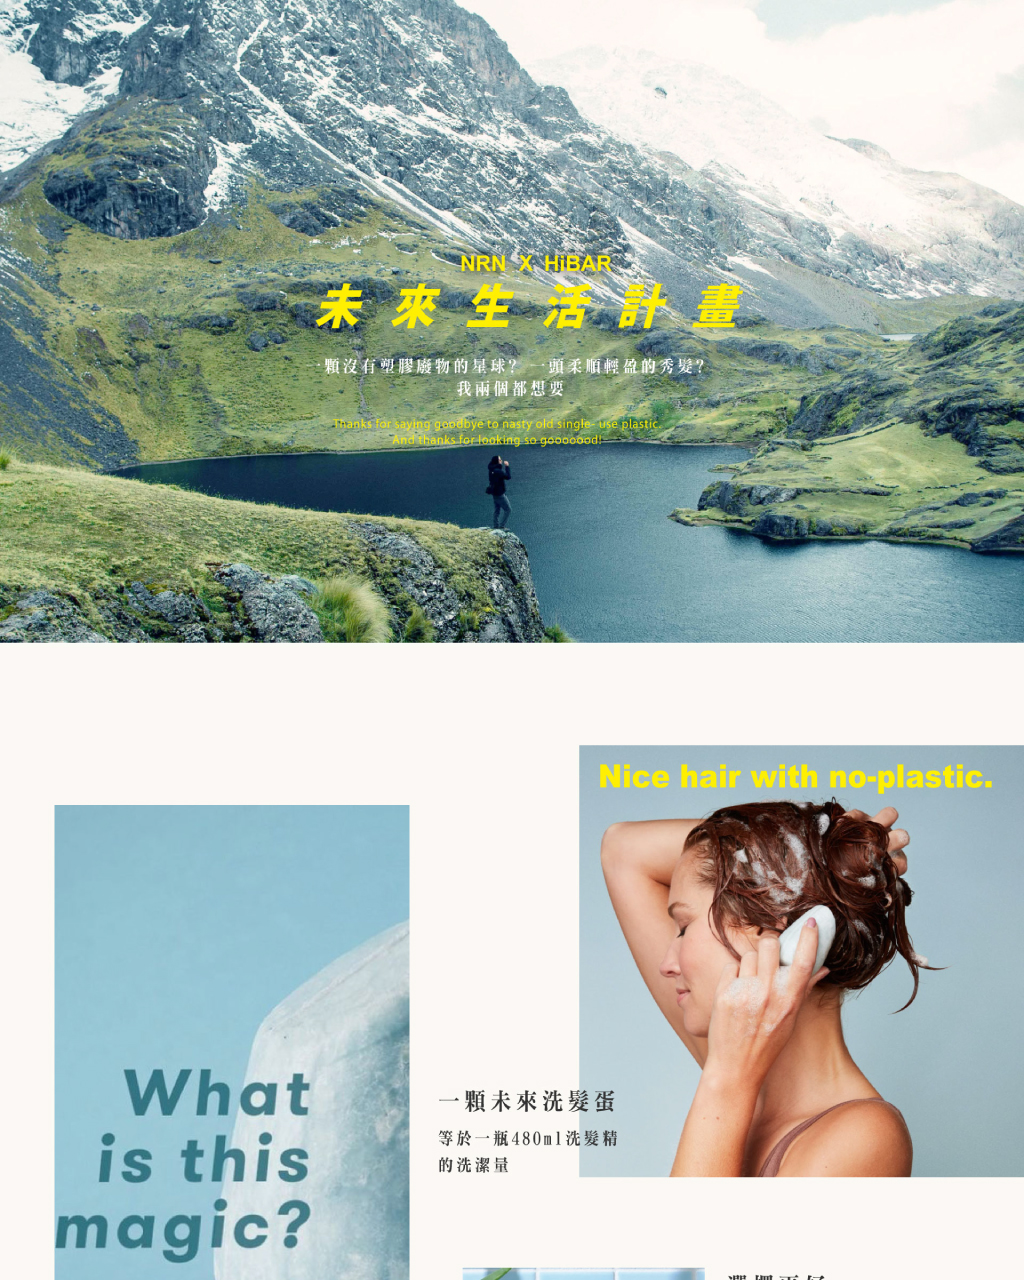 NRN X HiBAR
未來生活計畫
一顆沒有塑膠廢物的星球? 一頭柔順輕盈的秀髮?
我兩個都想要
Thanks for saying goodbye to nasty old single- use plastic.
And thanks for looking so gooooood!
Nice hair with no-plastic.
What
is this
magic?
一顆未來洗髮蛋
等於一瓶480ml洗髮精
的洗潔量